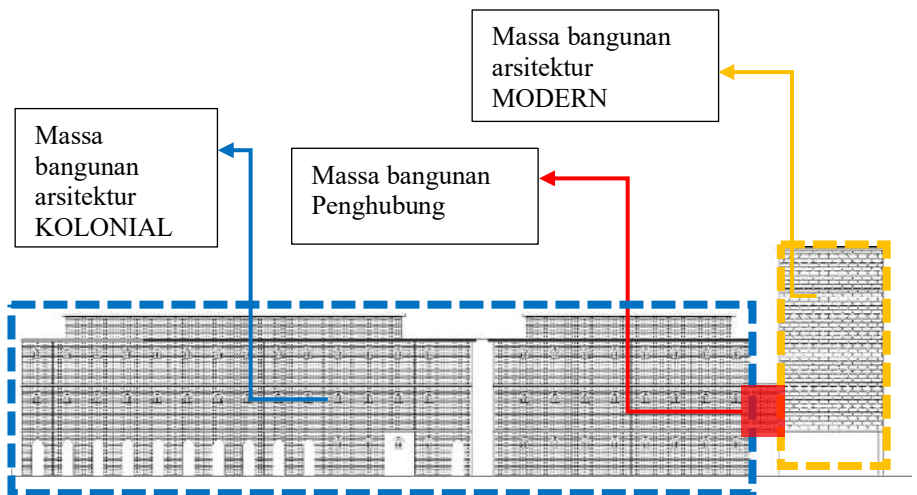 Massa bangunan
arsitektur
MODERN
Massa
bangunan
arsitektur
KOLONIAL
Massa bangunan
Penghubung